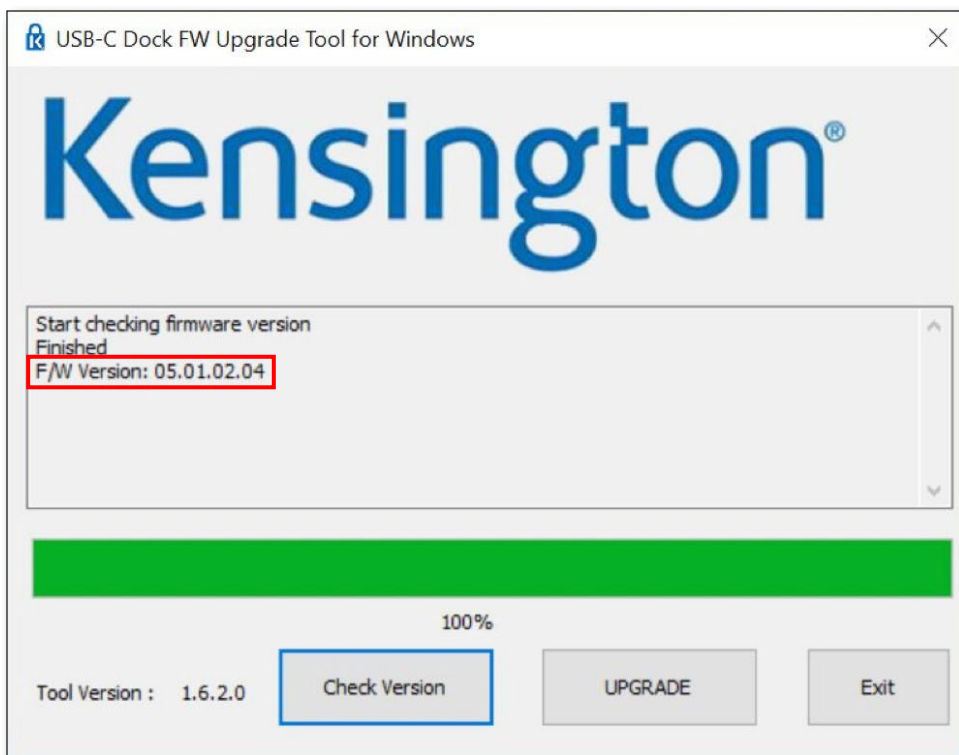 USB-C Dock FW Upgrade Tool for Windows
Kensington®
Start checking firmware version
Finished
F/W Version: 05.01.02.04
100%
Tool Version : 1.6.2.0
Check Version
UPGRADE
Exit